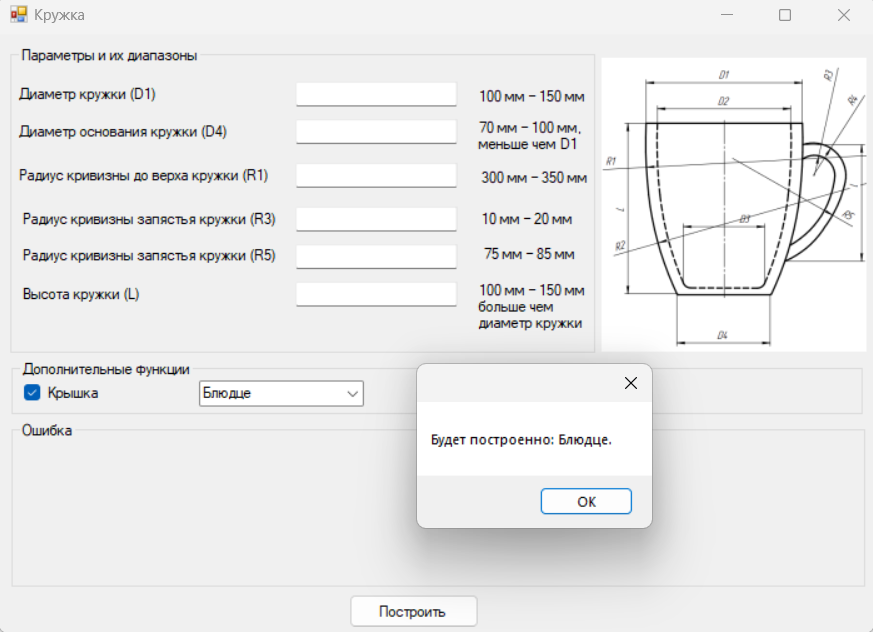 Кружка
Параметры и их диапазоны
Диаметр кружки (D1)
100 мм – 150 мм
Диаметр основания кружки (D4)
70 мм – 100 мм,
меньше чем D1
Радиус кривизны до верха кружки (R1)
300 мм – 350 мм
Радиус кривизны запястья кружки (R3)
10 мм – 20 мм
Радиус кривизны запястья кружки (R5)
75 мм – 85 мм
Высота кружки (L)
100 мм – 150 мм
больше чем
диаметр кружки
D1
D2
R3
R4
R1
L
l
R5
D3
R2
D4
Дополнительные функции
Крышка
Блюдце
Ошибка
Будет построенно: Блюдце.
ОК
Построить